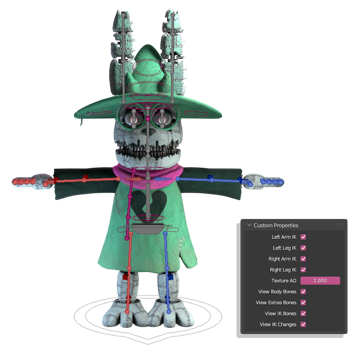 Custom Properties
Left Arm IK
Left Leg IK
Right Arm IK
Right Leg IK
Texture AO 1.000
View Body Bones
View Extras Bones
View IK Bones
View IK Changes